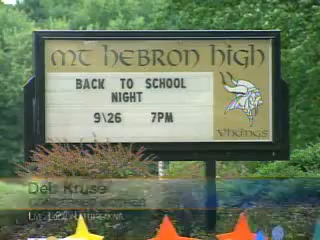 Mt Hebron High
BACK TO SCHOOL
NIGHT
9\26 7PM
Vikings
Deb Kruse